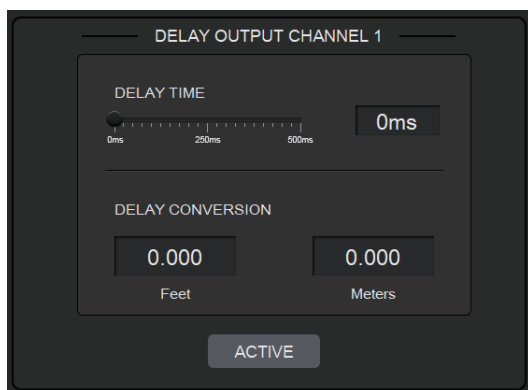 DELAY OUTPUT CHANNEL 1
DELAY TIME
0ms
0ms 250ms 500ms
DELAY CONVERSION
0.000 0.000
Feet Meters
ACTIVE